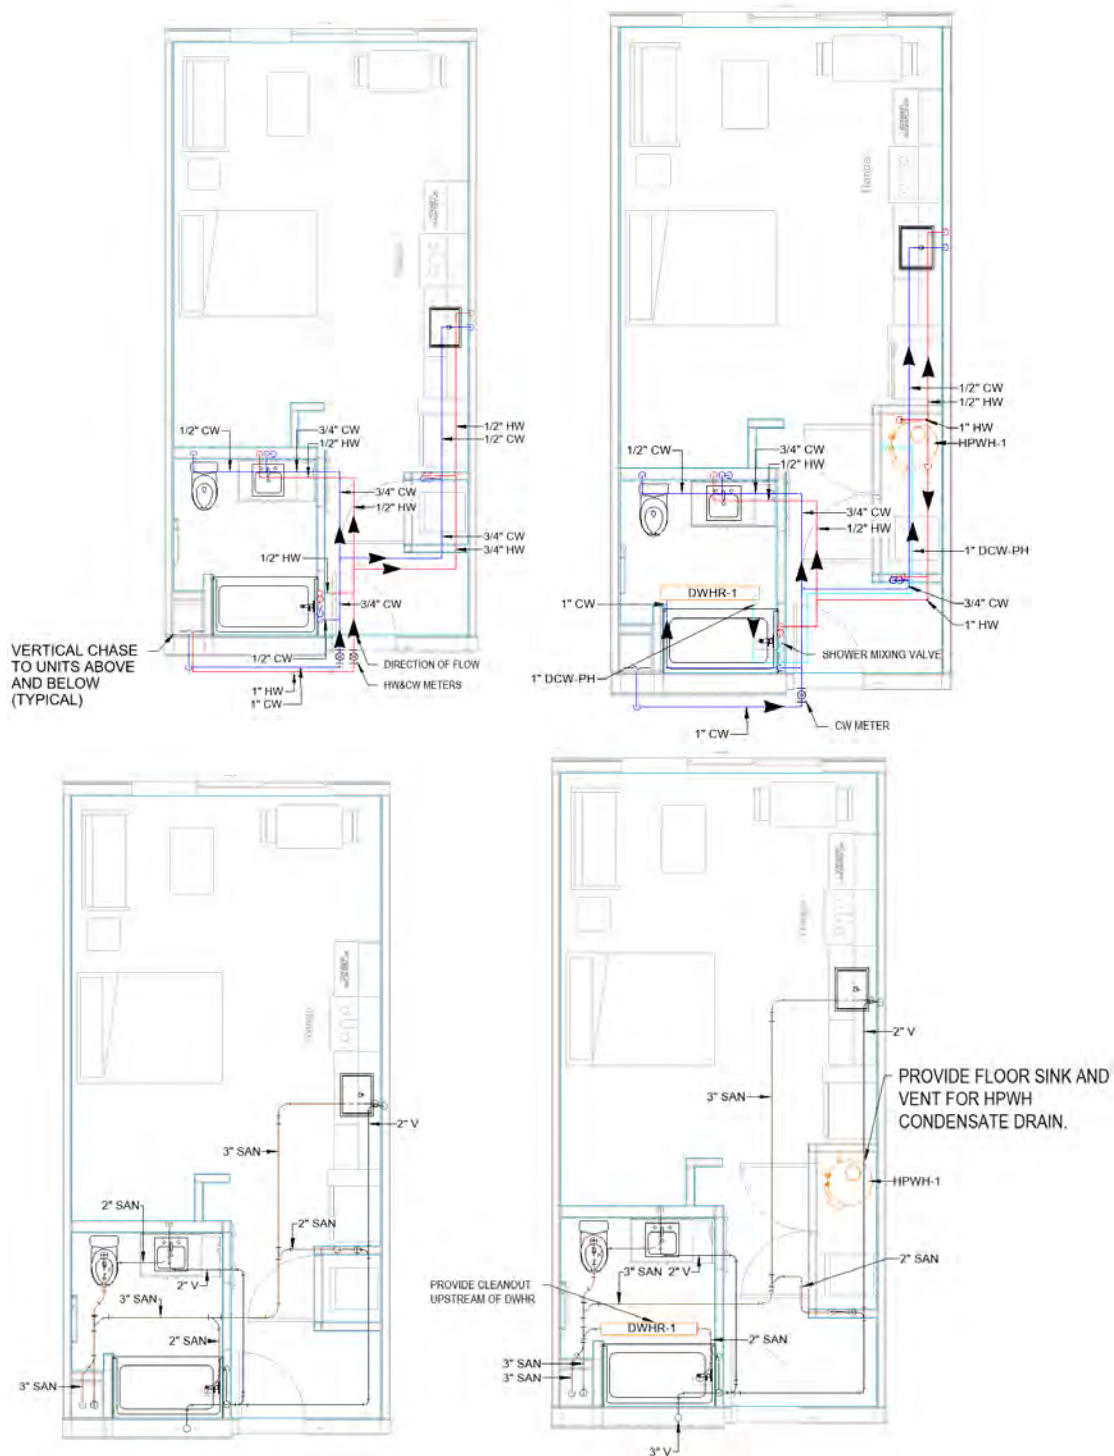 1/2" CW
3/4" CW
1/2" HW
1/2" HW
1/2" CW
3/4" CW
1/2" HW
1/2" HW
3/4" CW
3/4" HW
3/4" CW
VERTICAL CHASE
TO UNITS ABOVE
AND BELOW
(TYPICAL)
1/2" CW
DIRECTION OF FLOW
HW&CW METERS
1" HW
1" CW
Range
1/2" CW
1/2" HW
1" HW
HPWH-1
1/2" CW
3/4" CW
1/2" HW
3/4" CW
1/2" HW
1" DCW-PH
DWHR-1
1" CW
3/4" CW
1" HW
SHOWER MIXING VALVE
1" DCW-PH
CW METER
1" CW
2" V
3" SAN
2" SAN
2" SAN
2" V
3" SAN
2" SAN
3" SAN
2" V
PROVIDE FLOOR SINK AND
VENT FOR HPWH
CONDENSATE DRAIN.
3" SAN
HPWH-1
2" SAN
3" SAN
2" V
PROVIDE CLEANOUT
UPSTREAM OF DWHR
DWHR-1
2" SAN
3" SAN
3" SAN
3" V